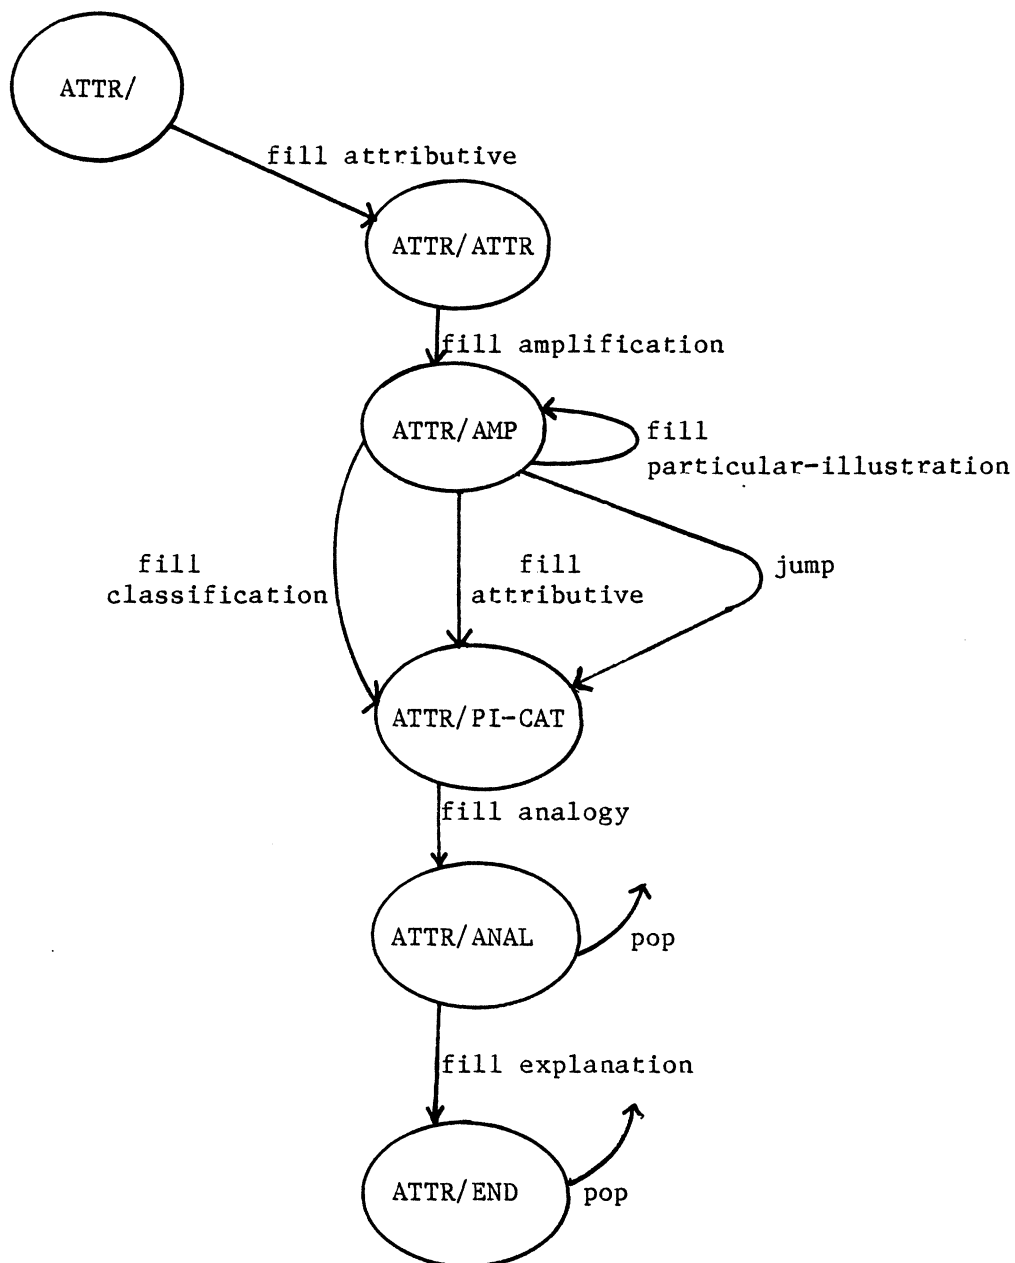 ATTR/
fill attributive
ATTR/ATTR
fill amplification
ATTR/AMP
fill
particular-illustration
fill
classification
fill
attributive
jump
ATTR/PI-CAT
fill analogy
ATTR/ANAL
pop
fill explanation
ATTR/END
pop